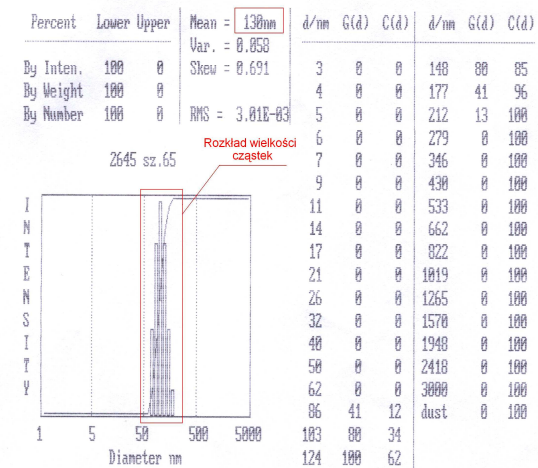 Percent Lower Upper
By Inten. 100 0
By Weight 100 0
By Number 100 0
Mean = 130nm
Var. = 0.058
Skew = 0.691
RMS = 3.01E-03
Rozkład wielkości
cząstek
2645 sz.65
INTENSITY
1 5 50 500 5000
Diameter nm
d/nm G(d) C(d)
3 0 0
4 0 0
5 0 0
6 0 0
7 0 0
9 0 0
11 0 0
14 0 0
17 0 0
21 0 0
26 0 0
32 0 0
40 0 0
50 0 0
62 0 0
86 41 12
103 80 34
124 100 62
d/nm G(d) C(d)
148 80 85
177 41 96
212 13 100
279 0 100
346 0 100
430 0 100
533 0 100
662 0 100
822 0 100
1019 0 100
1265 0 100
1570 0 100
1948 0 100
2418 0 100
3000 0 100
dust 0 100